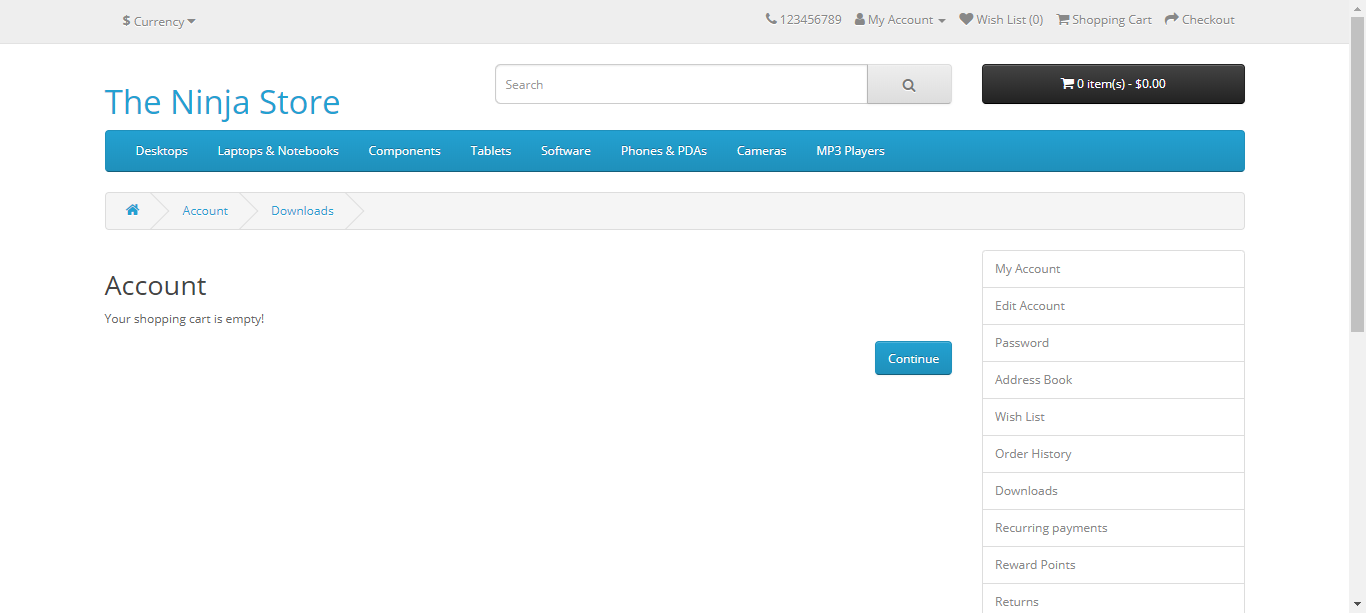 $ Currency
123456789 My Account Wish List (0) Shopping Cart Checkout
The Ninja Store
Search
0 item(s) - $0.00
Desktops Laptops & Notebooks Components Tablets Software Phones & PDAs Cameras MP3 Players
Account Downloads
Account
Your shopping cart is empty!
Continue
My Account
Edit Account
Password
Address Book
Wish List
Order History
Downloads
Recurring payments
Reward Points
Returns